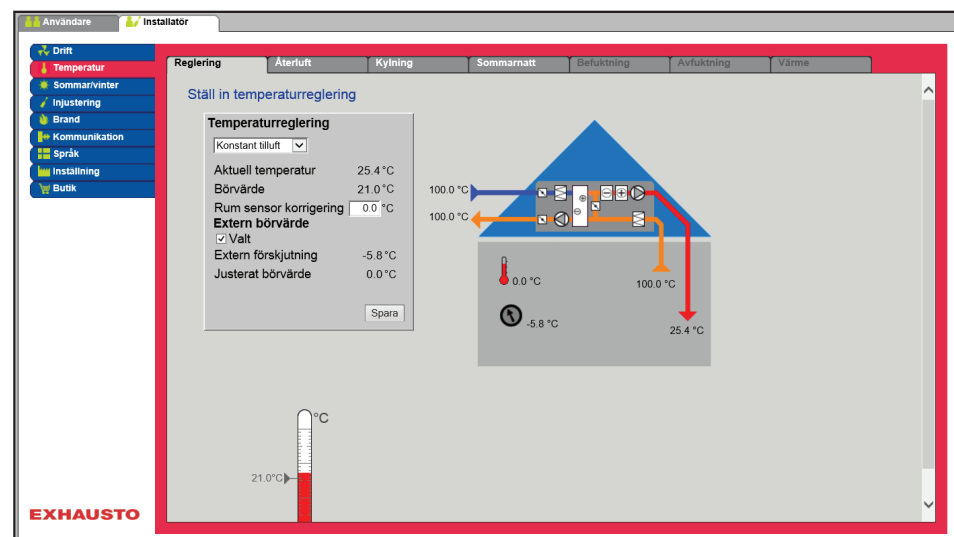 Användare
Installatör
Drift
Temperatur
Sommar/vinter
Injustering
Brand
Kommunikation
Språk
Inställning
Butik
Reglering
Återluft
Kylning
Sommarnatt
Befuktning
Avfuktning
Värme
Ställ in temperaturreglering
Temperaturreglering
Konstant tilluft
Aktuell temperatur 25.4 °C
Börvärde 21.0 °C
Rum sensor korrigering 0.0 °C
Extern börvärde
Valt
Extern förskjutning -5.8 °C
Justerat börvärde 0.0 °C
Spara
100.0 °C
100.0 °C
0.0 °C
100.0 °C
-5.8 °C
25.4 °C
°C
21.0°C
EXHAUSTO